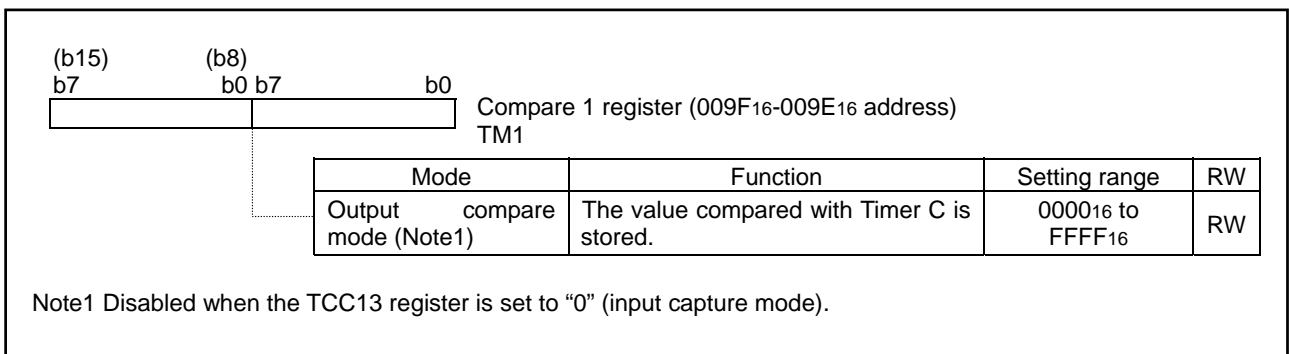 (b15) (b8)
b7 b0 b7 b0
Compare 1 register (009F16-009E16 address)
TM1
Mode Function Setting range RW
Output compare mode (Note1) The value compared with Timer C is stored. 000016 to FFFF16 RW
Note1 Disabled when the TCC13 register is set to “0” (input capture mode).